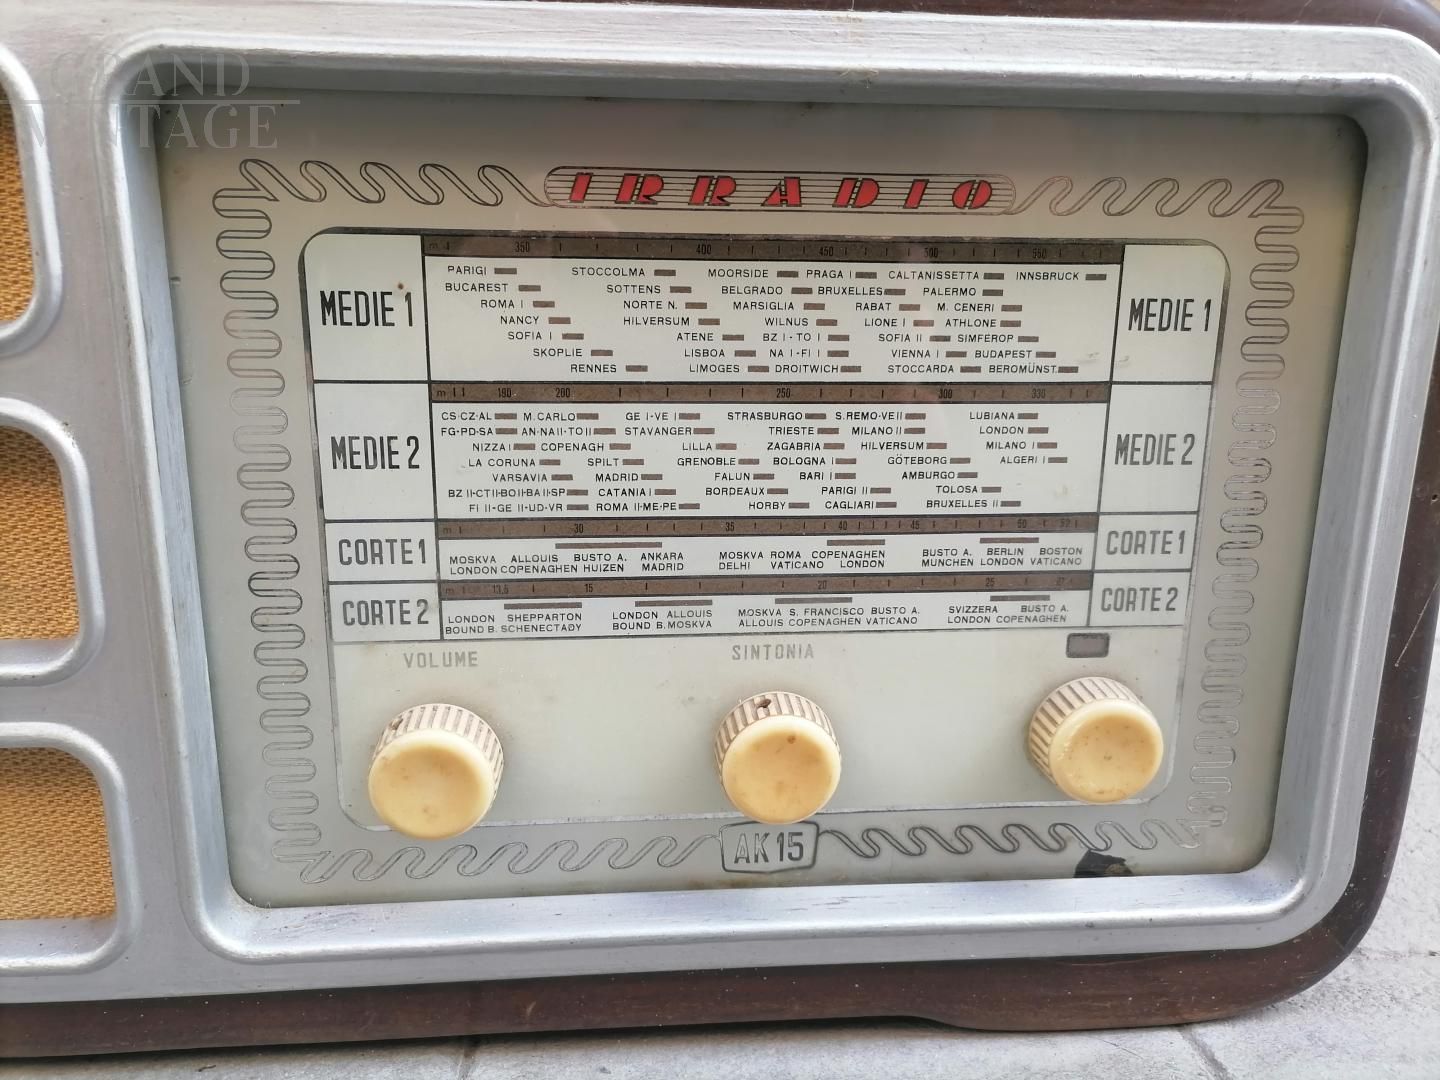 GRAND
VINTAGE
IRRADIO
m 350 400 450 500 550
MEDIE 1
PARIGI STOCCOLMA MOORSIDE PRAGA I CALTANISSETTA INNSBRUCK
BUCAREST SOTTENS BELGRADO BRUXELLES PALERMO
ROMA I NORTE N. MARSIGLIA RABAT M. CENERI
NANCY HILVERSUM WILNUS LIONE I ATHLONE
SOFIA I ATENE BZ I-TO I SOFIA II SIMFEROP
SKOPLIE LISBOA NA I-FI I VIENNA I BUDAPEST
RENNES LIMOGES DROITWICH STOCCARDA BEROMÜNST.
MEDIE 1
m 190 200 250 300 330
MEDIE 2
CS-CZ-AL M.CARLO GE I-VE I STRASBURGO S.REMO-VE II LUBIANA
FG-PD-SA AN-NA II-TO II STAVANGER TRIESTE MILANO II LONDON
NIZZA I COPENAGH LILLA ZAGABRIA HILVERSUM MILANO I
LA CORUNA SPILT GRENOBLE BOLOGNA I GÖTEBORG ALGERI I
VARSAVIA MADRID FALUN BARI I AMBURGO
BZ II-CT II-BO II-BA II-SP CATANIA I BORDEAUX PARIGI II TOLOSA
FI II-GE II-UD-VR ROMA II-ME-PE HORBY CAGLIARI BRUXELLES II
MEDIE 2
m 30 35 40 45 50 52
CORTE 1
MOSKVA ALLOUIS BUSTO A. ANKARA MOSKVA ROMA COPENAGHEN BUSTO A. BERLIN BOSTON
LONDON COPENAGHEN HUIZEN MADRID DELHI VATICANO LONDON MUNCHEN LONDON VATICANO
CORTE 1
m 13,5 15 20 25 27
CORTE 2
LONDON SHEPPARTON LONDON ALLOUIS MOSKVA S. FRANCISCO BUSTO A. SVIZZERA BUSTO A.
BOUND B. SCHENECTADY BOUND B. MOSKVA ALLOUIS COPENAGHEN VATICANO LONDON COPENAGHEN
CORTE 2
VOLUME SINTONIA
AK 15